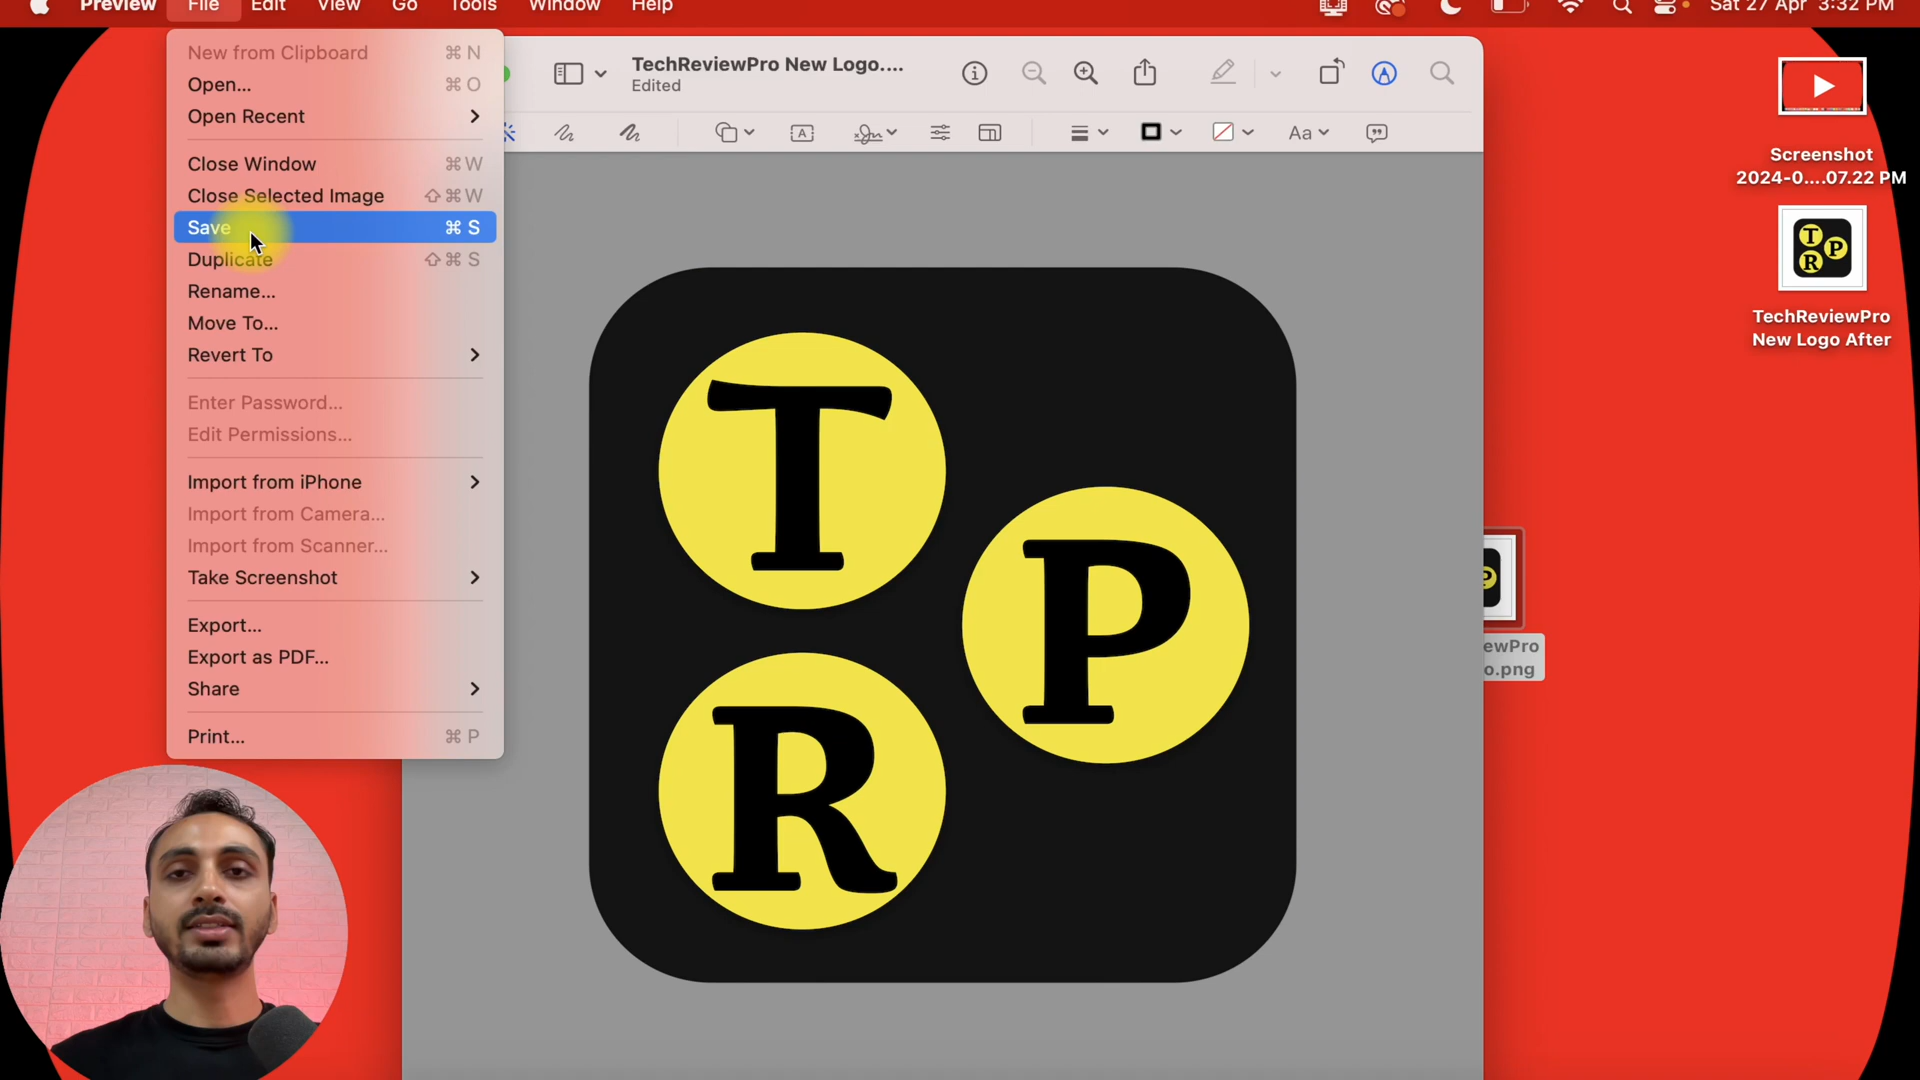 Preview File Edit View Go Tools Window Help Sat 27 Apr 3:32 PM
New from Clipboard ⌘ N
Open... ⌘ O
Open Recent
Close Window ⌘ W
Close Selected Image ⇧ ⌘ W
Save ⌘ S
Duplicate ⇧ ⌘ S
Rename...
Move To...
Revert To
Enter Password...
Edit Permissions...
Import from iPhone
Import from Camera...
Import from Scanner...
Take Screenshot
Export...
Export as PDF...
Share
Print... ⌘ P
TechReviewPro New Logo....
Edited
A
Aa
T
P
R
Screenshot
2024-0....07.22 PM
T
P
R
TechReviewPro
New Logo After
P
ewPro
o.png